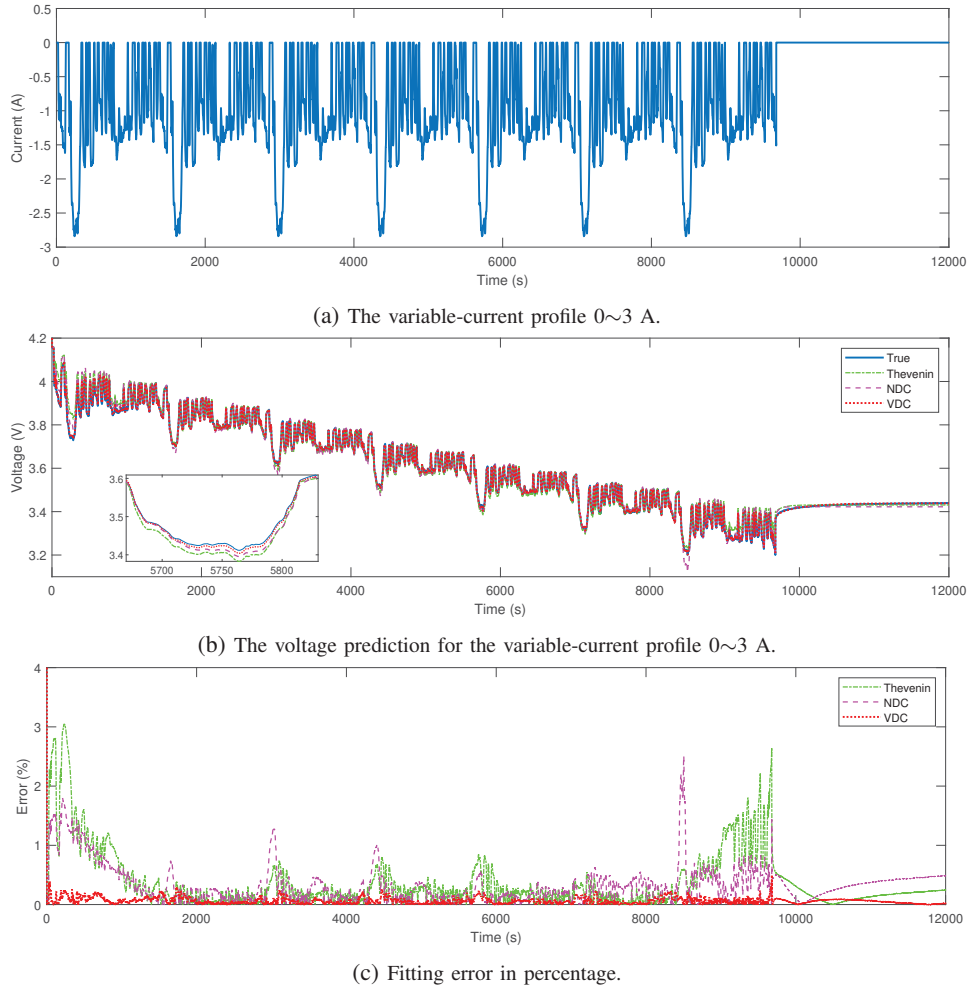 0.5
0
-0.5
-1
-1.5
-2
-2.5
-3
Current (A)
0 2000 4000 6000 8000 10000 12000
Time (s)
(a) The variable-current profile 0∼3 A.
4.2
4
3.8
3.6
3.4
3.2
Voltage (V)
True
Thevenin
NDC
VDC
3.6
3.5
3.4
5700 5750 5800
0 2000 4000 6000 8000 10000 12000
Time (s)
(b) The voltage prediction for the variable-current profile 0∼3 A.
4
3
2
1
0
Error (%)
Thevenin
NDC
VDC
0 2000 4000 6000 8000 10000 12000
Time (s)
(c) Fitting error in percentage.